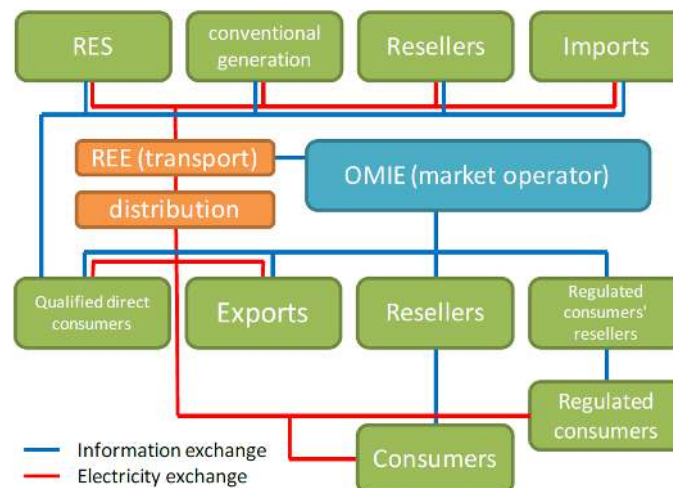 RES
conventional
generation
Resellers
Imports
REE (transport)
OMIE (market operator)
distribution
Qualified direct
consumers
Exports
Resellers
Regulated
consumers'
resellers
Regulated
consumers
Consumers
Information exchange
Electricity exchange